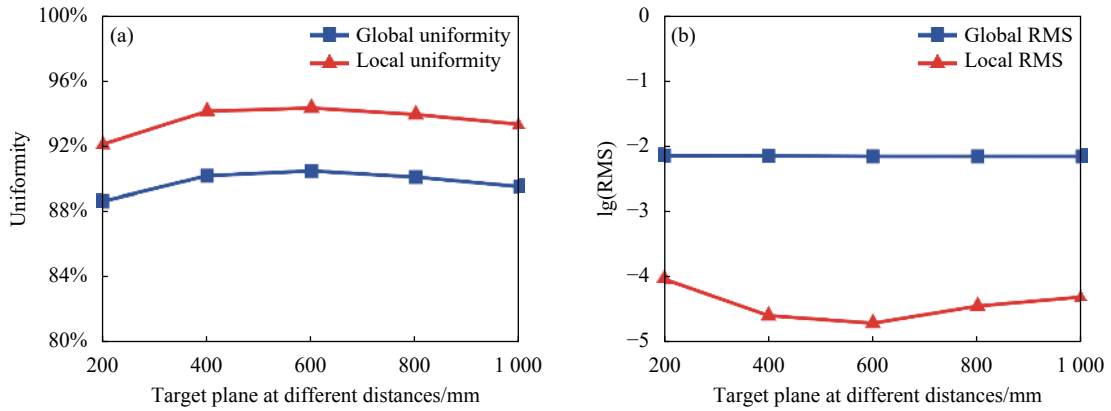 (a)
Global uniformity
Local uniformity
100%
96%
92%
88%
84%
80%
Uniformity
200 400 600 800 1 000
Target plane at different distances/mm
(b)
Global RMS
Local RMS
0
−1
−2
−3
−4
−5
lg(RMS)
200 400 600 800 1 000
Target plane at different distances/mm